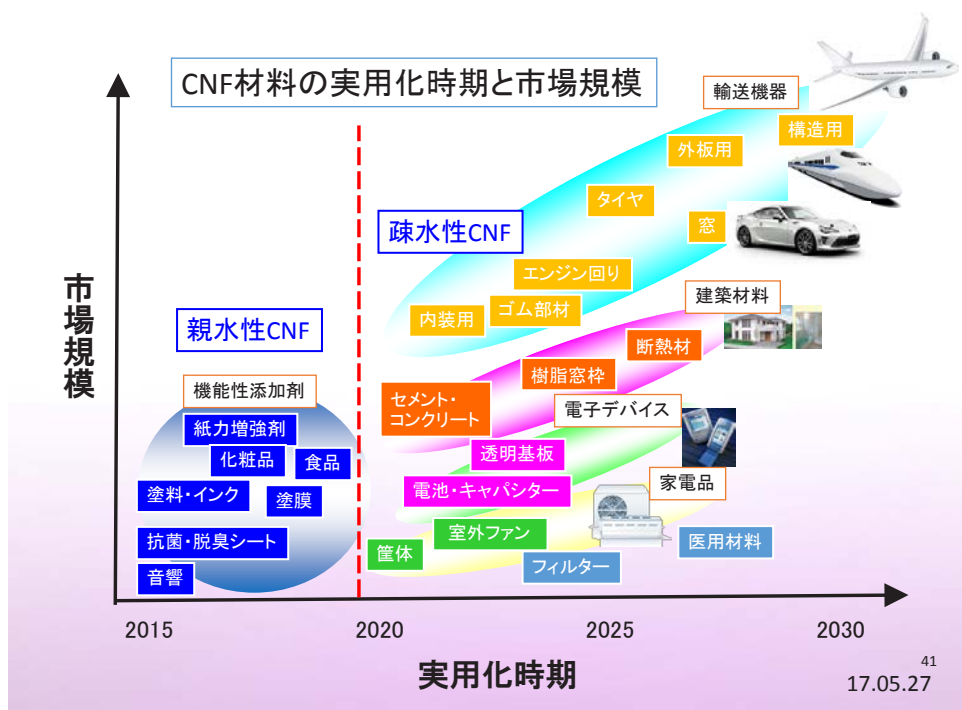 CNF材料の実用化時期と市場規模
輸送機器
構造用
外板用
タイヤ
窓
疎水性CNF
エンジン回り
ゴム部材
内装用
建築材料
親水性CNF
断熱材
樹脂窓枠
機能性添加剤
セメント・
コンクリート
電子デバイス
紙力増強剤
化粧品
食品
透明基板
塗料・インク
塗膜
電池・キャパシター
家電品
室外ファン
抗菌・脱臭シート
筐体
医用材料
フィルター
音響
市場規模
2015
2020
2025
2030
実用化時期
41
17.05.27